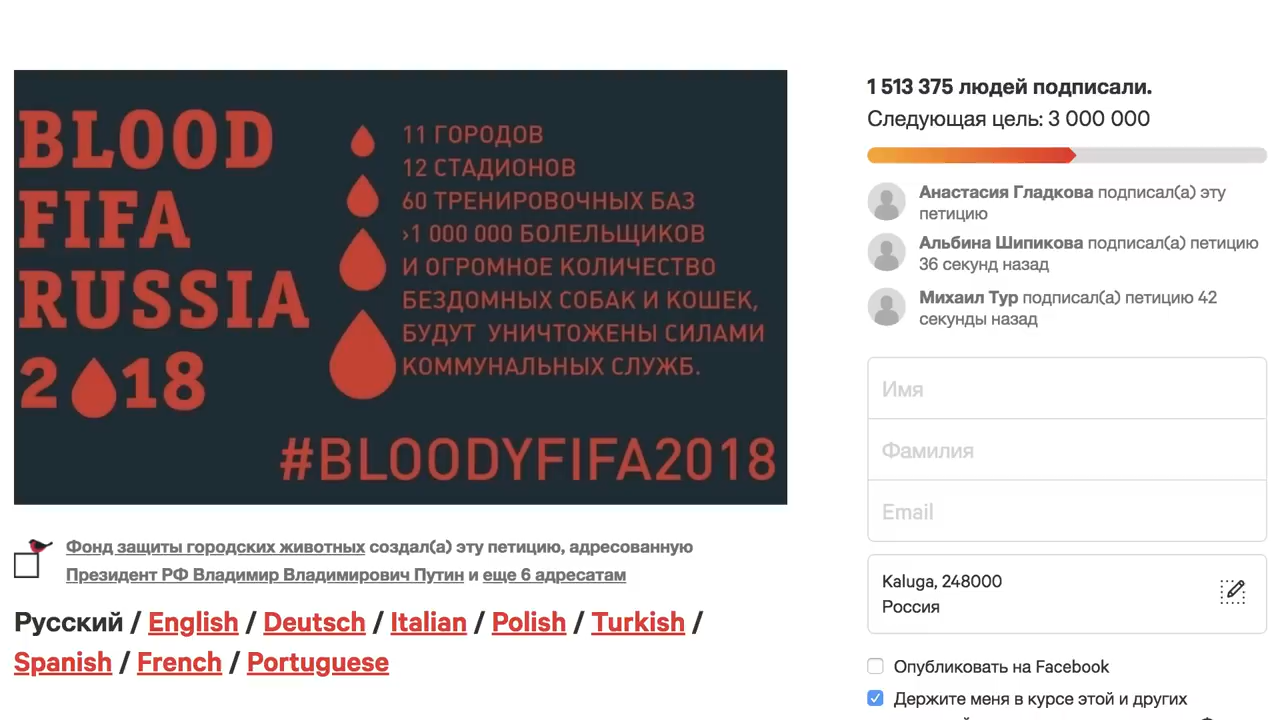 BLOOD
FIFA
RUSSIA
2018
11 ГОРОДОВ
12 СТАДИОНОВ
60 ТРЕНИРОВОЧНЫХ БАЗ
>1 000 000 БОЛЕЛЬЩИКОВ
И ОГРОМНОЕ КОЛИЧЕСТВО
БЕЗДОМНЫХ СОБАК И КОШЕК,
БУДУТ УНИЧТОЖЕНЫ СИЛАМИ
КОММУНАЛЬНЫХ СЛУЖБ.
#BLOODYFIFA2018
Фонд защиты городских животных создал(а) эту петицию, адресованную
Президент РФ Владимир Владимирович Путин и еще 6 адресатам
Русский / English / Deutsch / Italian / Polish / Turkish /
Spanish / French / Portuguese
1 513 375 людей подписали.
Следующая цель: 3 000 000
Анастасия Гладкова подписал(а) эту
петицию
Альбина Шипикова подписал(а) петицию
36 секунд назад
Михаил Тур подписал(а) петицию 42
секунды назад
Имя
Фамилия
Email
Kaluga, 248000
Россия
Опубликовать на Facebook
Держите меня в курсе этой и других